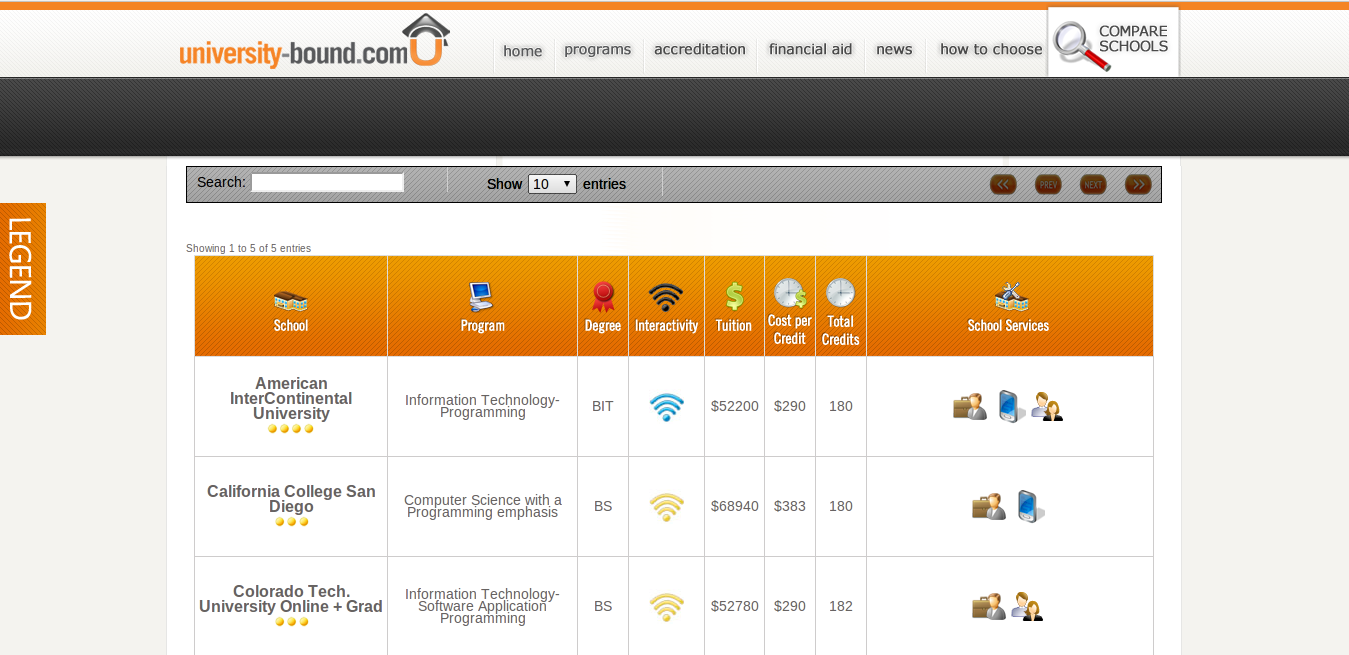 university-bound.com
home
programs
accreditation
financial aid
news
how to choose
COMPARE
SCHOOLS
Search:
Show 10 entries
<<
PREV
NEXT
>>
LEGEND
Showing 1 to 5 of 5 entries
School
Program
Degree
Interactivity
Tuition
Cost per
Credit
Total
Credits
School Services
American
InterContinental
University
Information Technology-
Programming
BIT
$52200
$290
180
California College San
Diego
Computer Science with a
Programming emphasis
BS
$68940
$383
180
Colorado Tech.
University Online + Grad
Information Technology-
Software Application
Programming
BS
$52780
$290
182